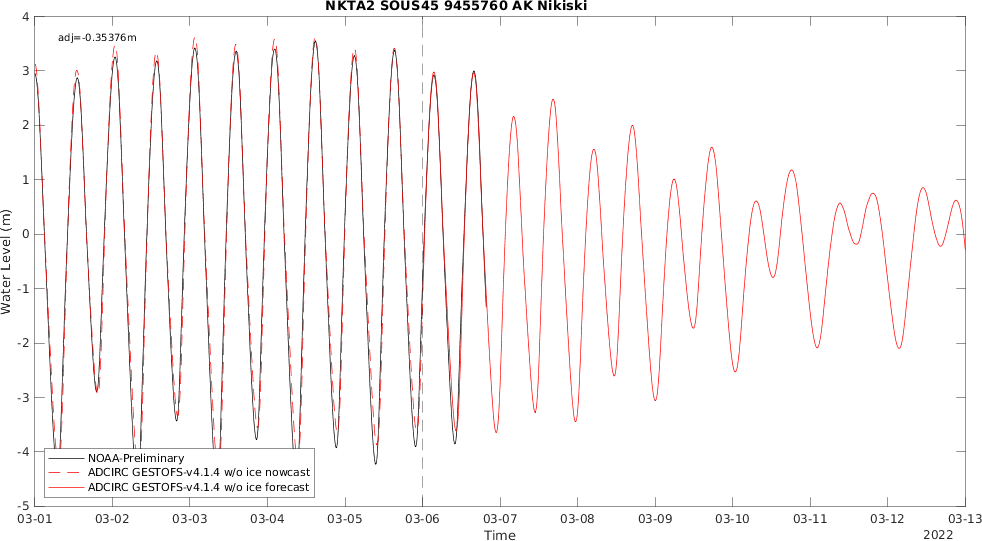 NKTA2 SOUS45 9455760 AK Nikiski
adj=-0.35376m
Water Level (m)
4
3
2
1
0
-1
-2
-3
-4
-5
NOAA-Preliminary
ADCIRC GESTOFS-v4.1.4 w/o ice nowcast
ADCIRC GESTOFS-v4.1.4 w/o ice forecast
03-01 03-02 03-03 03-04 03-05 03-06 03-07 03-08 03-09 03-10 03-11 03-12 03-13
Time
2022